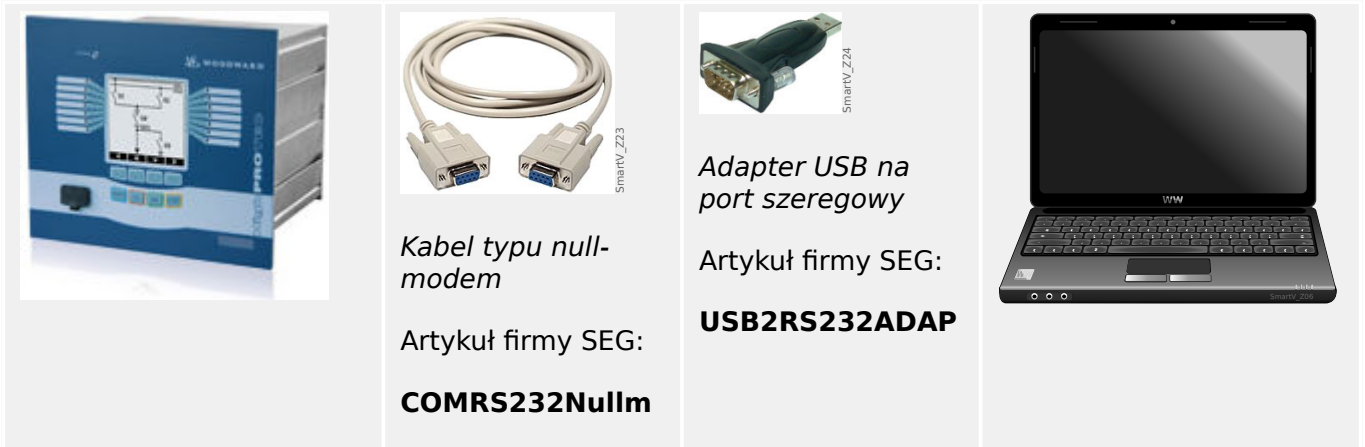 WOODWARD
SmartV_Z23
Kabel typu null-
modem
Artykuł firmy SEG:
COMRS232Nullm
SmartV_Z24
Adapter USB na
port szeregowy
Artykuł firmy SEG:
USB2RS232ADAP
WW
SmartV_Z06